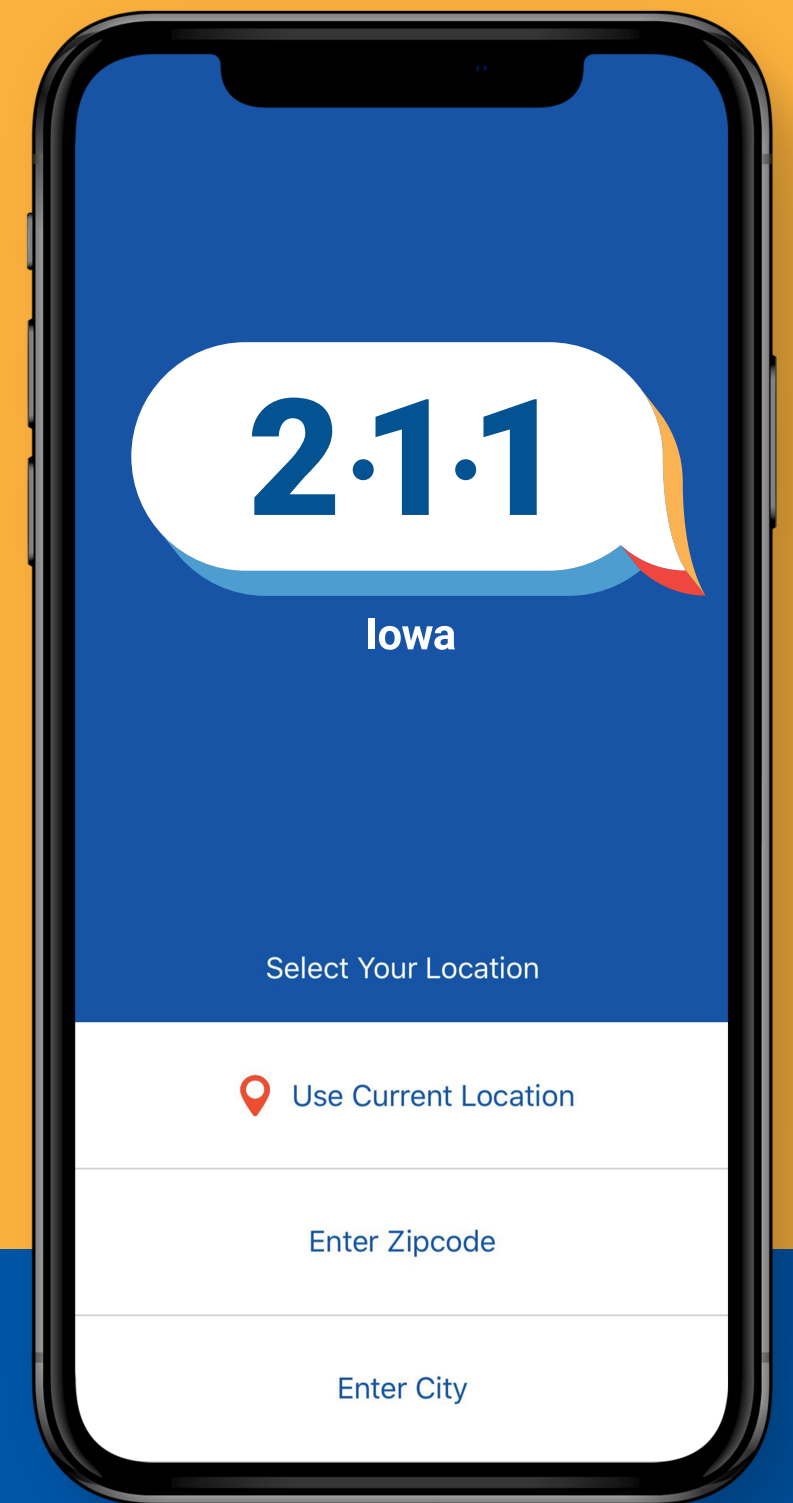 2·1·1
Iowa
Select Your Location
Use Current Location
Enter Zipcode
Enter City